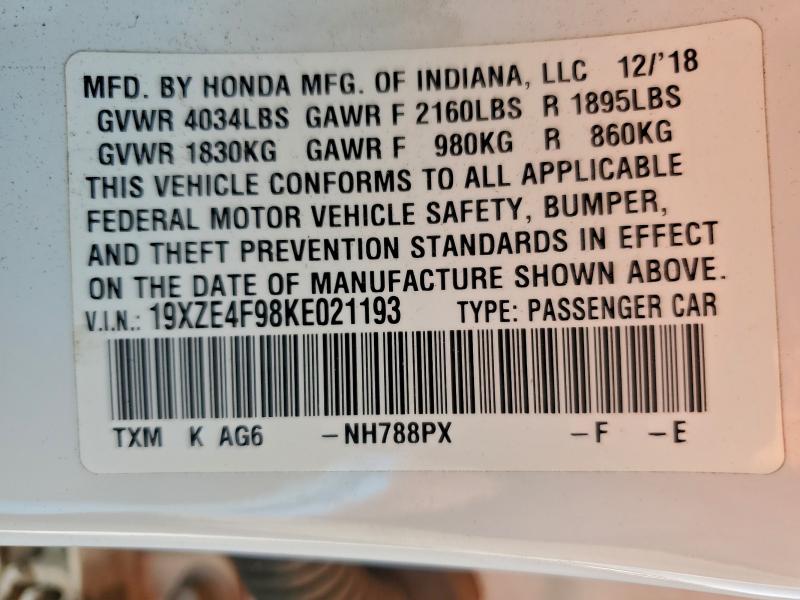 MFD. BY HONDA MFG. OF INDIANA, LLC 12/'18
GVWR 4034LBS GAWR F 2160LBS R 1895LBS
GVWR 1830KG GAWR F 980KG R 860KG
THIS VEHICLE CONFORMS TO ALL APPLICABLE
FEDERAL MOTOR VEHICLE SAFETY, BUMPER,
AND THEFT PREVENTION STANDARDS IN EFFECT
ON THE DATE OF MANUFACTURE SHOWN ABOVE.
V.I.N.: 19XZE4F98KE021193 TYPE: PASSENGER CAR
TXM K AG6 -NH788PX -F -E